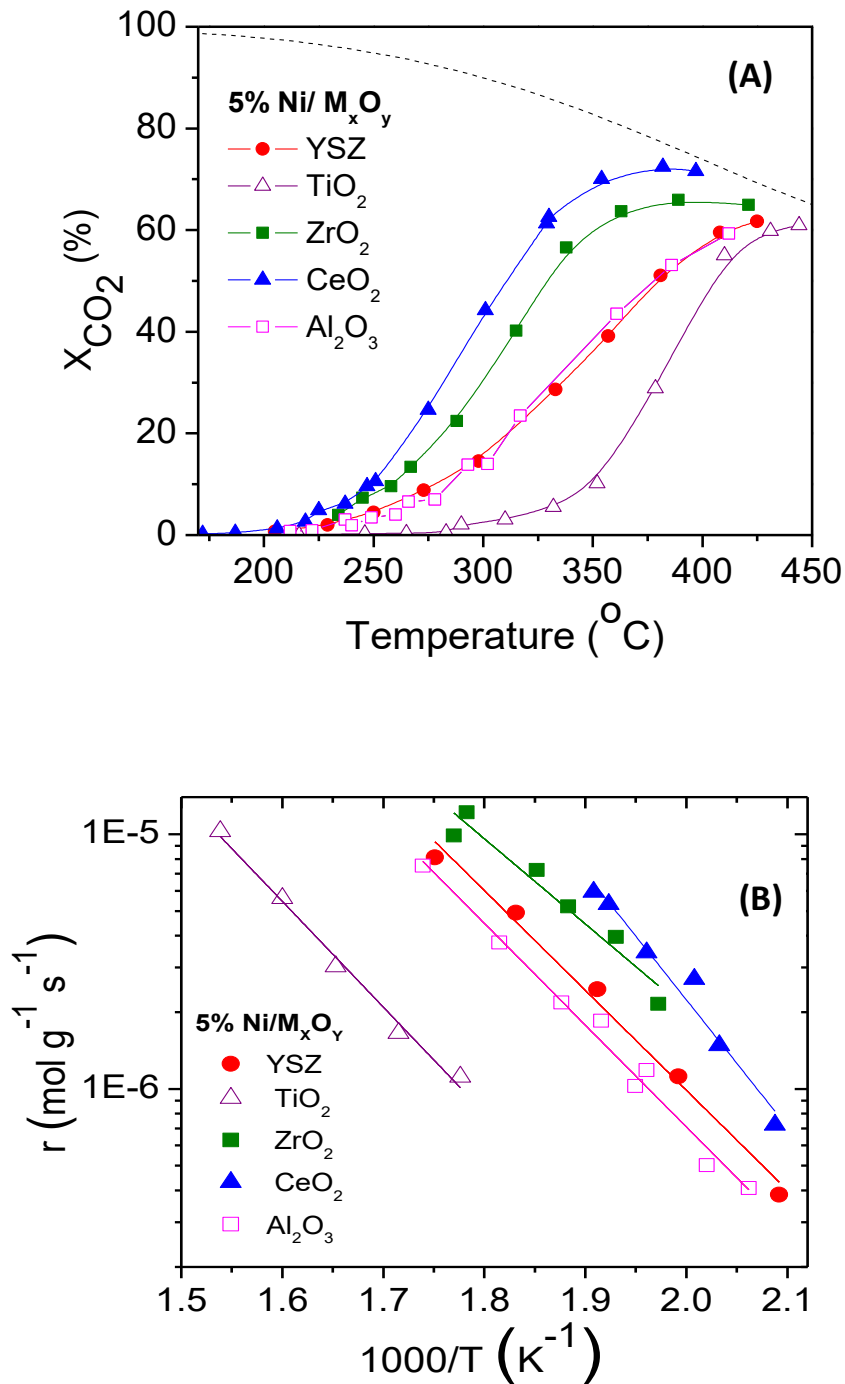 100
80
60
40
20
0
X_CO2 (%)
(A)
5% Ni/ MxOy
YSZ
TiO2
ZrO2
CeO2
Al2O3
200 250 300 350 400 450
Temperature (°C)
1E-5
1E-6
r (mol g⁻¹ s⁻¹)
(B)
5% Ni/MxOY
YSZ
TiO2
ZrO2
CeO2
Al2O3
1.5 1.6 1.7 1.8 1.9 2.0 2.1
1000/T (K⁻¹)